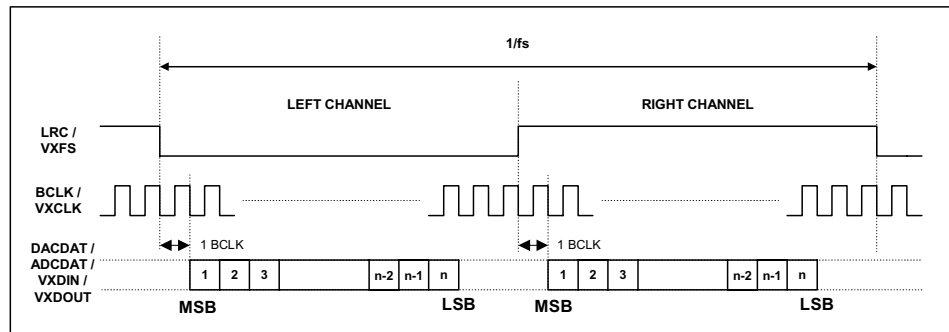 1/fs
LEFT CHANNEL
RIGHT CHANNEL
LRC /
VXFS
BCLK /
VXCLK
1 BCLK
1 BCLK
DACDAT /
ADCDAT /
VXDIN /
VXDOUT
1 2 3 n-2 n-1 n
1 2 3 n-2 n-1 n
MSB
LSB
MSB
LSB